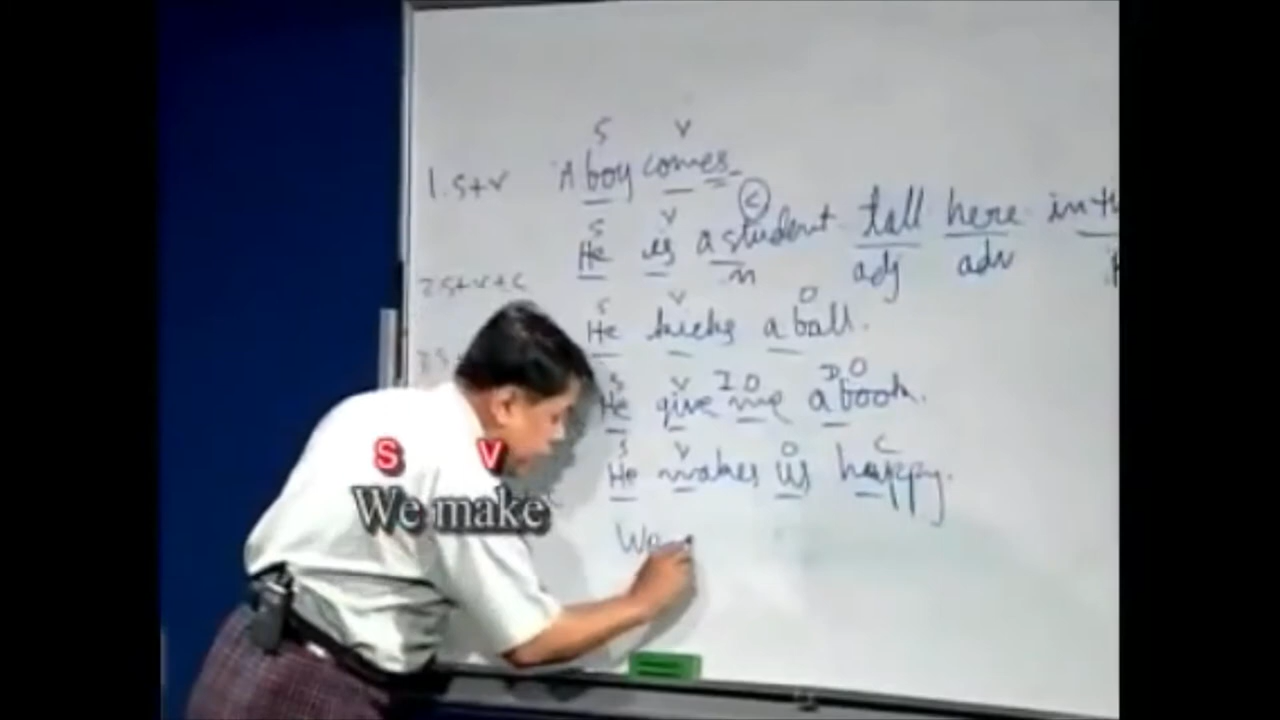 S V
1. S+V A boy comes.
S V C
He is a student tall here in
n adj adv
2 S+V+C
S V O
He kicks a ball.
3 S
S V IO DO
He give me a book.
S V O C
He makes us happy.
We
S V
We make